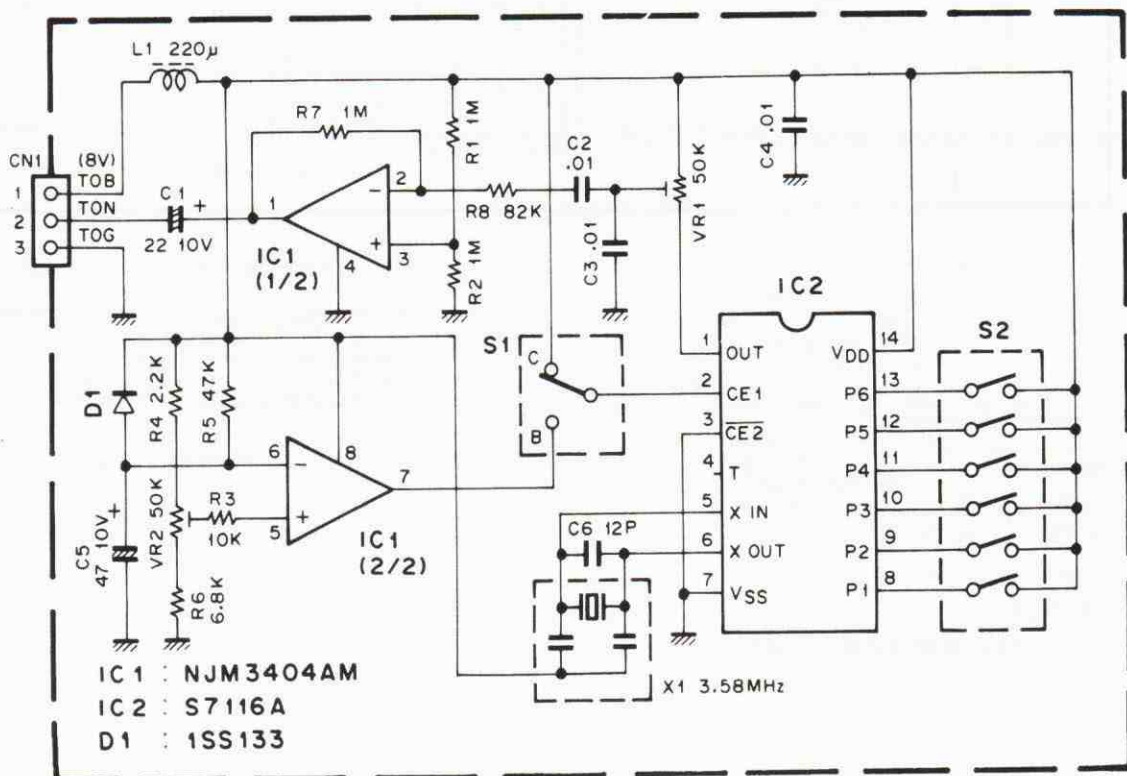 L1 220μ
CN1
(8V)
1
TOB
2
TON
3
TOG
C1
+
22 10V
R7 1M
1
−
2
+
3
4
IC1
(1/2)
R1 1M
R2 1M
R8 82K
C2
.01
C3 .01
VR1 50K
C4 .01
D1
R4 2.2K
R5 47K
+
C5
47 10V
VR2 50K
R6
6.8K
R3
10K
6
−
5
+
8
7
IC1
(2/2)
S1
C
B
IC2
1 OUT
2 CE1
3 C̅E̅2̅
4 T
5 X IN
6 X OUT
7 VSS
VDD 14
P6 13
P5 12
P4 11
P3 10
P2 9
P1 8
S2
C6 12P
X1 3.58MHz
IC1 : NJM3404AM
IC2 : S7116A
D1 : 1SS133